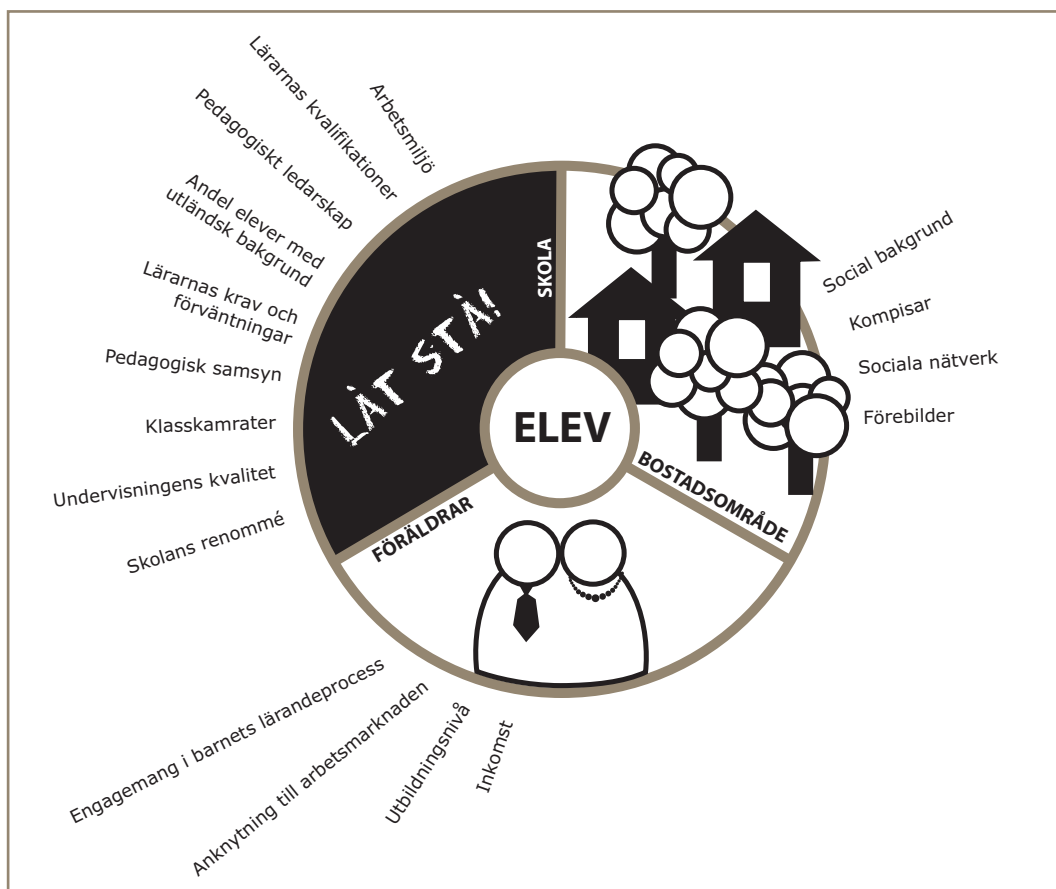 Arbetsmiljö
Lärarnas kvalifikationer
Pedagogiskt ledarskap
Andel elever med
utländsk bakgrund
Lärarnas krav och
förväntningar
Pedagogisk samsyn
Klasskamrater
Undervisningens kvalitet
Skolans renommé
SKOLA
LÅT STÅ!
ELEV
BOSTADSOMRÅDE
Social bakgrund
Kompisar
Sociala nätverk
Förebilder
FÖRÄLDRAR
Engagemang i barnets lärandeprocess
Anknytning till arbetsmarknaden
Utbildningsnivå
Inkomst